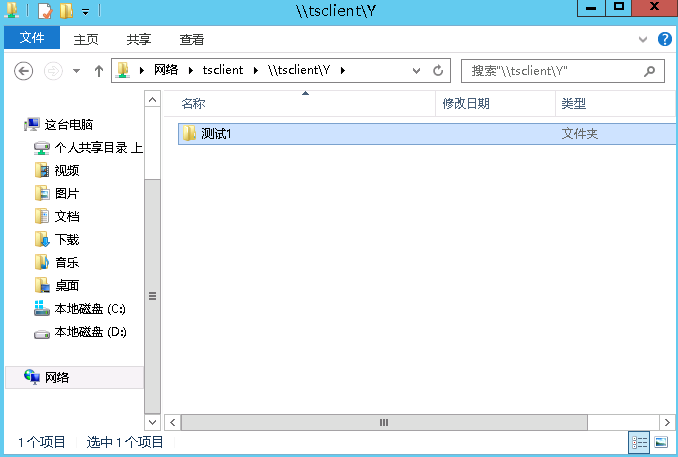 \\tsclient\Y
文件 主页 共享 查看
网络 tsclient \\tsclient\Y 搜索"\\tsclient\Y"
名称 修改日期 类型
这台电脑
测试1 文件夹
个人共享目录 上
视频
图片
文档
下载
音乐
桌面
本地磁盘 (C:)
本地磁盘 (D:)
网络
1 个项目 选中 1 个项目